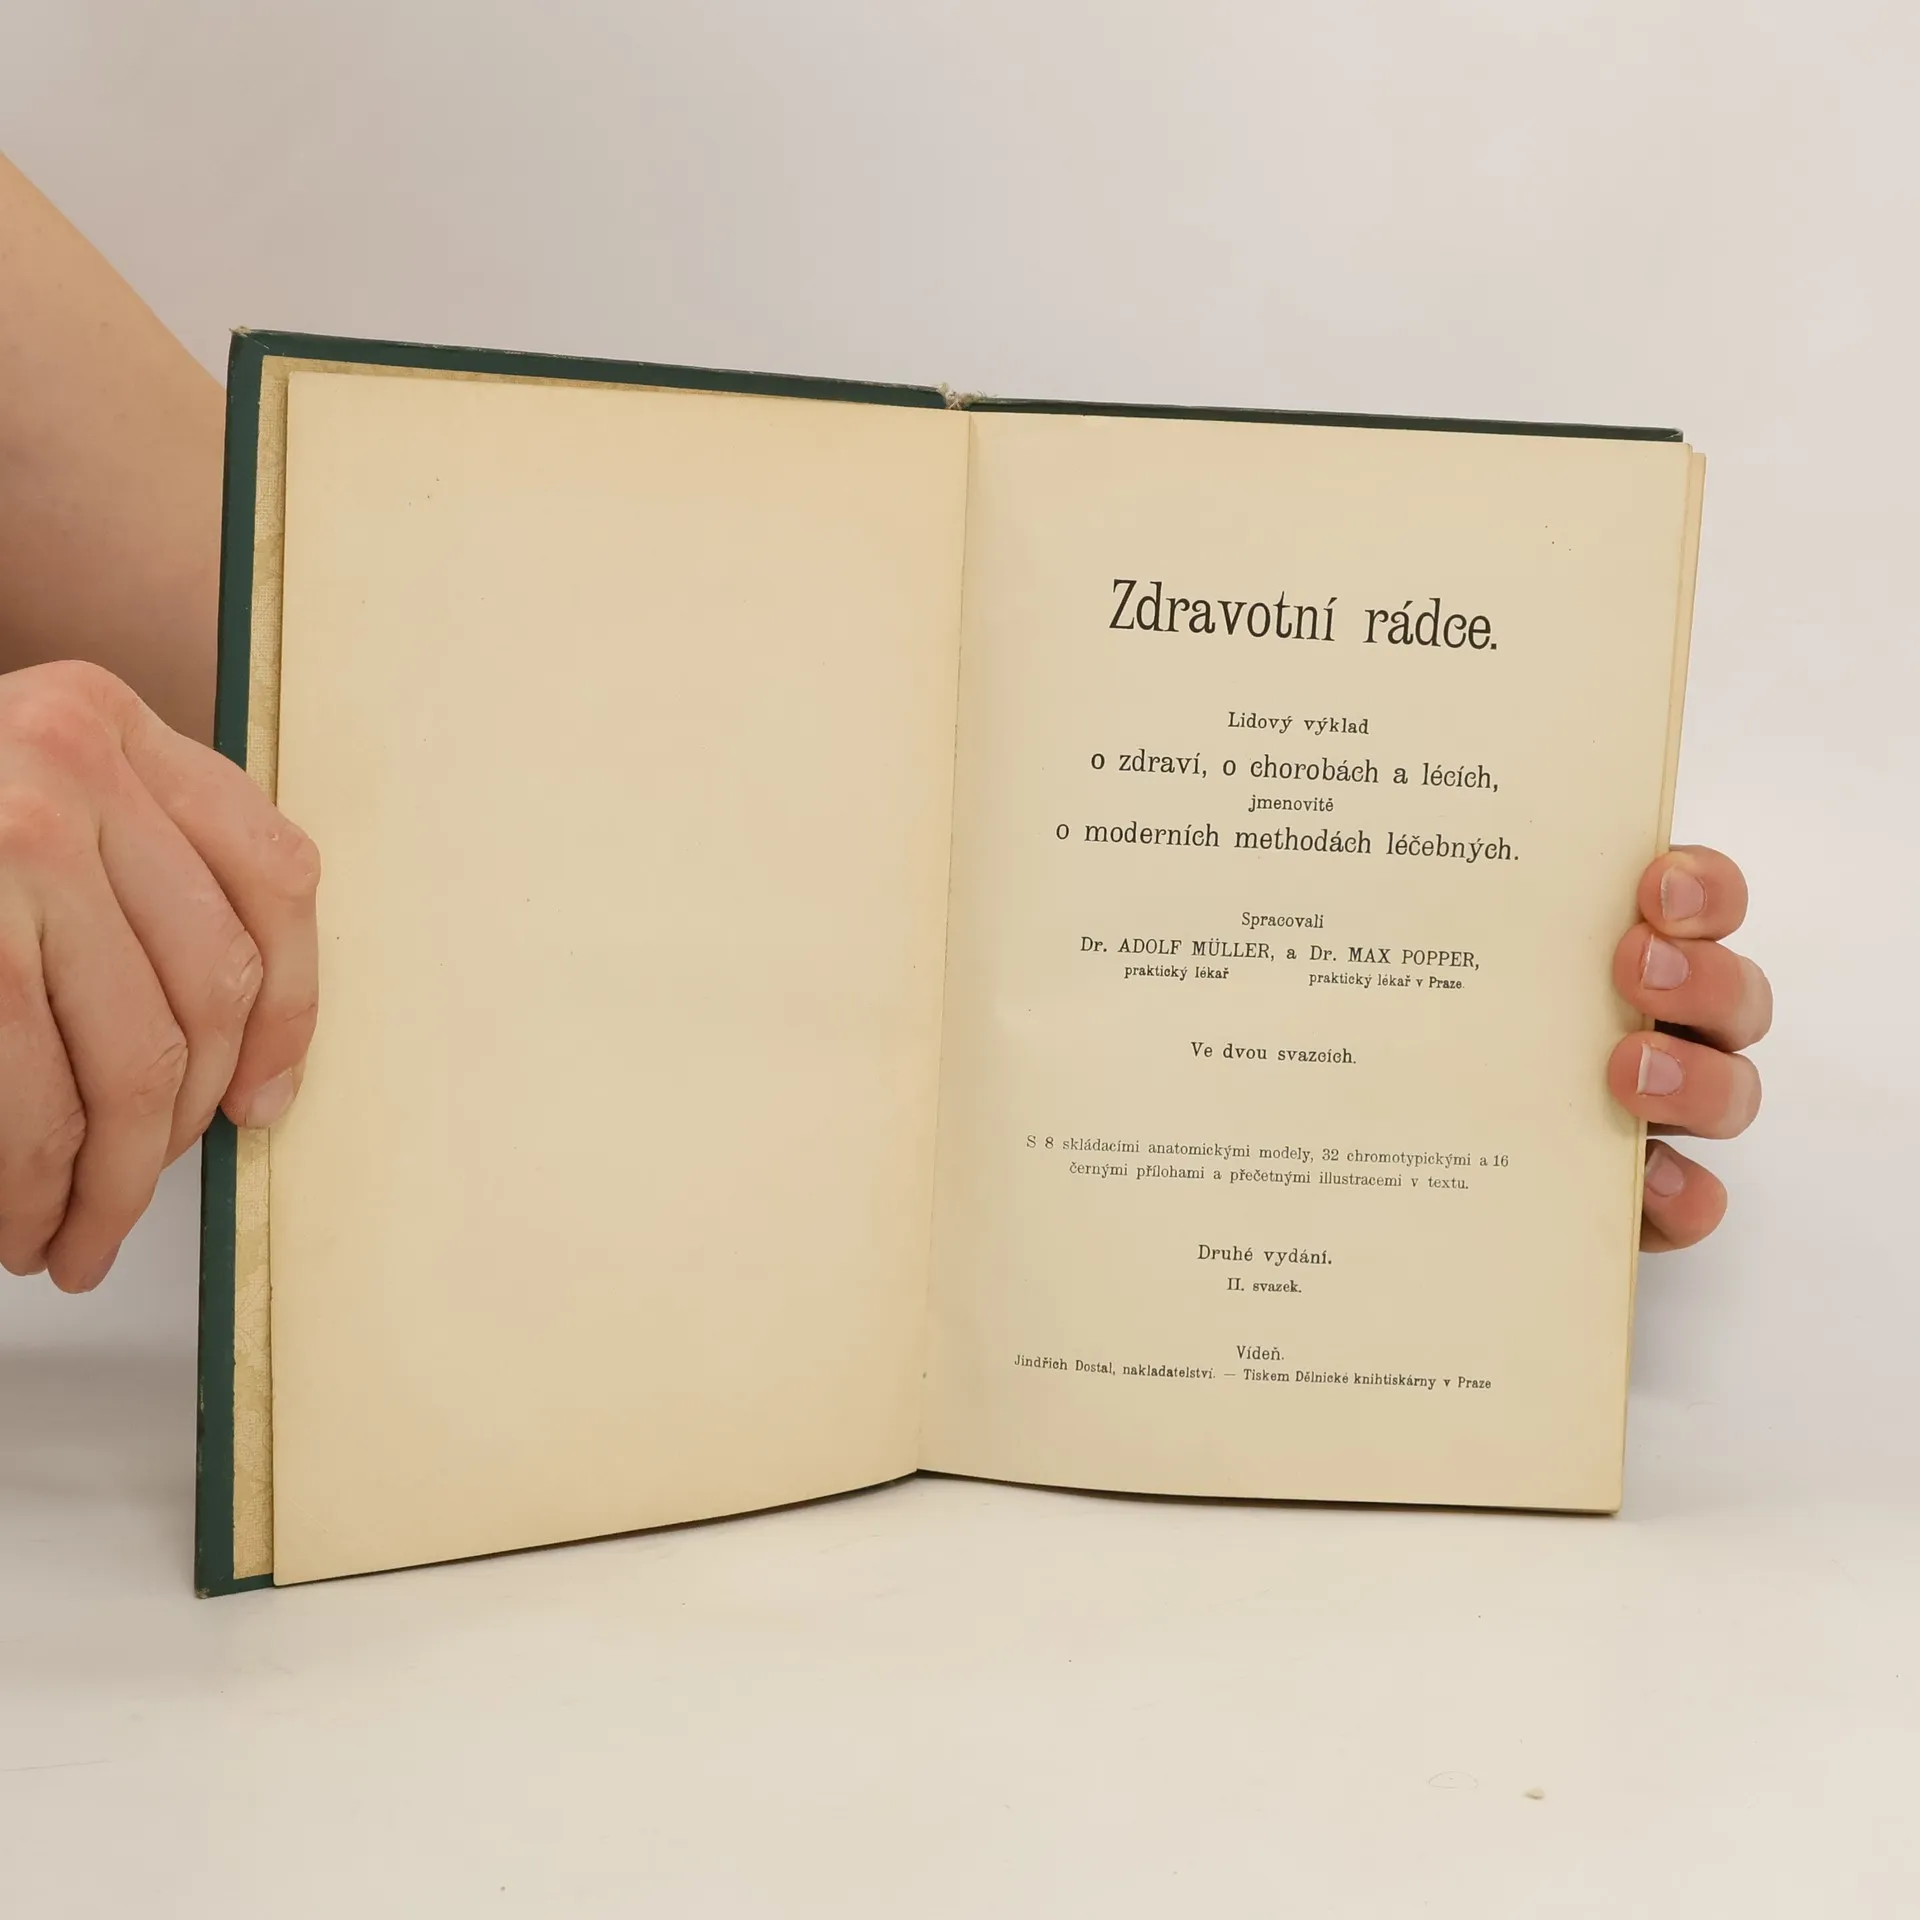 Zdravotní rádce.
Lidový výklad
o zdraví, o chorobách a lécích,
jmenovitě
o moderních methodách léčebných.
Spracovali
Dr. ADOLF MÜLLER, a Dr. MAX POPPER,
praktický lékař praktický lékař v Praze.
Ve dvou svazcích.
S 8 skládacími anatomickými modely, 32 chromotypickými a 16
černými přílohami a přečetnými illustracemi v textu.
Druhé vydání.
II. svazek.
Vídeň.
Jindřich Dostal, nakladatelství. — Tiskem Dělnické knihtiskárny v Praze